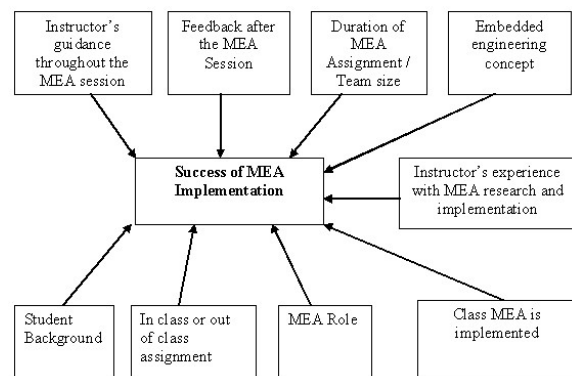 Instructor's
guidance
throughout the
MEA session
Feedback after
the MEA
Session
Duration of
MEA
Assignment /
Team size
Embedded
engineering
concept
Success of MEA
Implementation
Instructor's experience
with MEA research and
implementation
Student
Background
In class or out
of class
assignment
MEA Role
Class MEA is
implemented